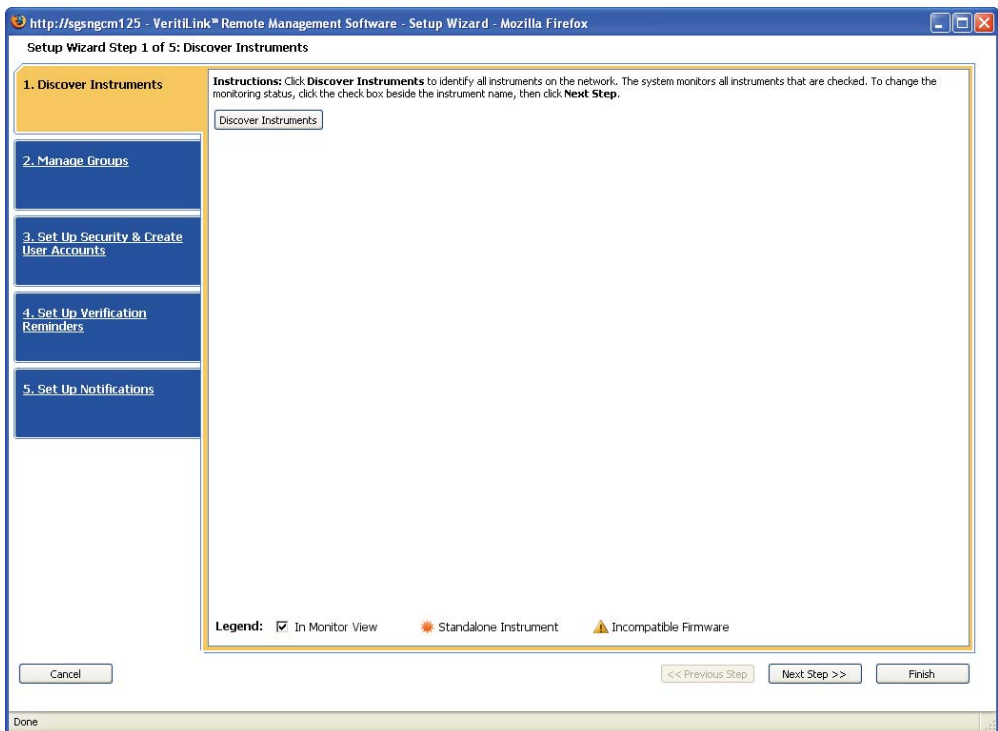 http://sgsngcm125 - VeritiLink™ Remote Management Software - Setup Wizard - Mozilla Firefox
Setup Wizard Step 1 of 5: Discover Instruments
1. Discover Instruments
2. Manage Groups
3. Set Up Security & Create
User Accounts
4. Set Up Verification
Reminders
5. Set Up Notifications
Instructions: Click Discover Instruments to identify all instruments on the network. The system monitors all instruments that are checked. To change the
monitoring status, click the check box beside the instrument name, then click Next Step.
Discover Instruments
Legend: In Monitor View Standalone Instrument Incompatible Firmware
Cancel << Previous Step Next Step >> Finish
Done